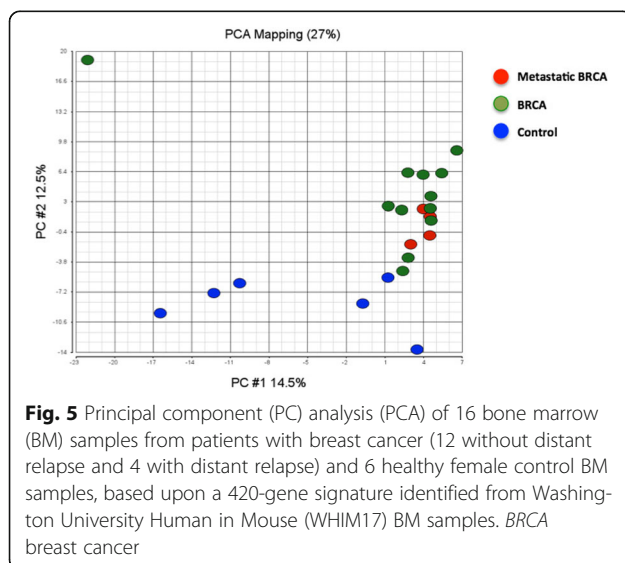 PCA Mapping (27%)
20
16.6
13.2
9.8
6.4
3
-0.4
-3.8
-7.2
-10.6
-14
PC #2 12.5%
-23 -20 -17 -14 -11 -8 -5 -2 1 4 7
PC #1 14.5%
Metastatic BRCA
BRCA
Control
Fig. 5 Principal component (PC) analysis (PCA) of 16 bone marrow
(BM) samples from patients with breast cancer (12 without distant
relapse and 4 with distant relapse) and 6 healthy female control BM
samples, based upon a 420-gene signature identified from Washing-
ton University Human in Mouse (WHIM17) BM samples. BRCA
breast cancer